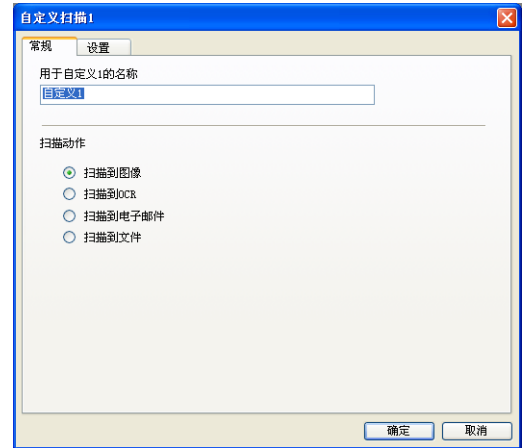 自定义扫描1
常规 设置
用于自定义1的名称
自定义1
扫描动作
扫描到图像
扫描到OCR
扫描到电子邮件
扫描到文件
确定 取消